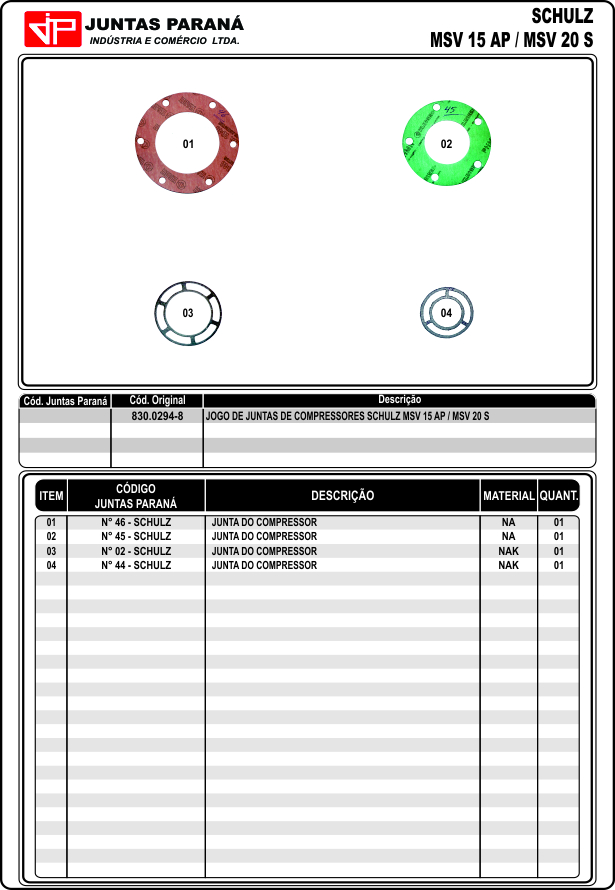 JP
JUNTAS PARANÁ
INDÚSTRIA E COMÉRCIO LTDA.
SCHULZ
MSV 15 AP / MSV 20 S
46
45
01
02
03
04
Cód. Juntas Paraná Cód. Original Descrição
830.0294-8 JOGO DE JUNTAS DE COMPRESSORES SCHULZ MSV 15 AP / MSV 20 S
ITEM CÓDIGO JUNTAS PARANÁ DESCRIÇÃO MATERIAL QUANT.
01 N° 46 - SCHULZ JUNTA DO COMPRESSOR NA 01
02 N° 45 - SCHULZ JUNTA DO COMPRESSOR NA 01
03 N° 02 - SCHULZ JUNTA DO COMPRESSOR NAK 01
04 N° 44 - SCHULZ JUNTA DO COMPRESSOR NAK 01